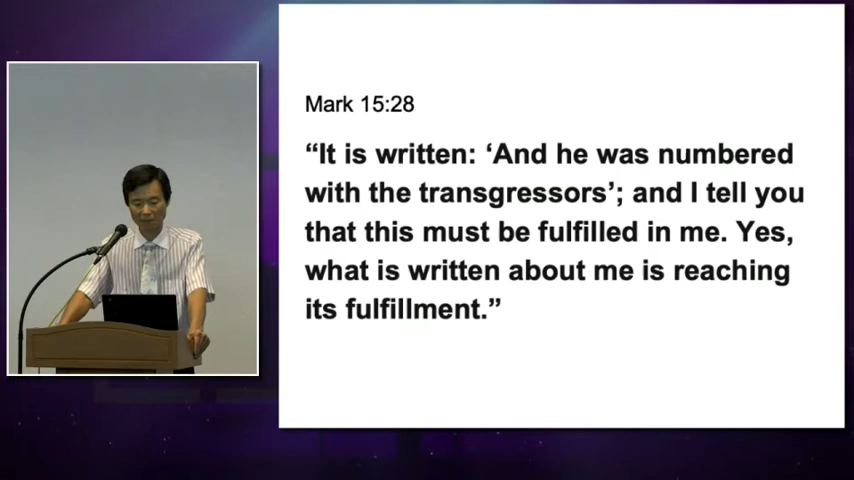 Mark 15:28
“It is written: ‘And he was numbered
with the transgressors’; and I tell you
that this must be fulfilled in me. Yes,
what is written about me is reaching
its fulfillment.”